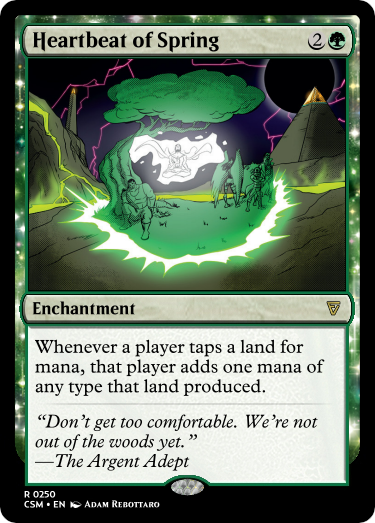 Heartbeat of Spring 2
Enchantment
Whenever a player taps a land for
mana, that player adds one mana of
any type that land produced.
“Don’t get too comfortable. We’re not
out of the woods yet.”
—The Argent Adept
R 0250
CSM • EN Adam Rebottaro